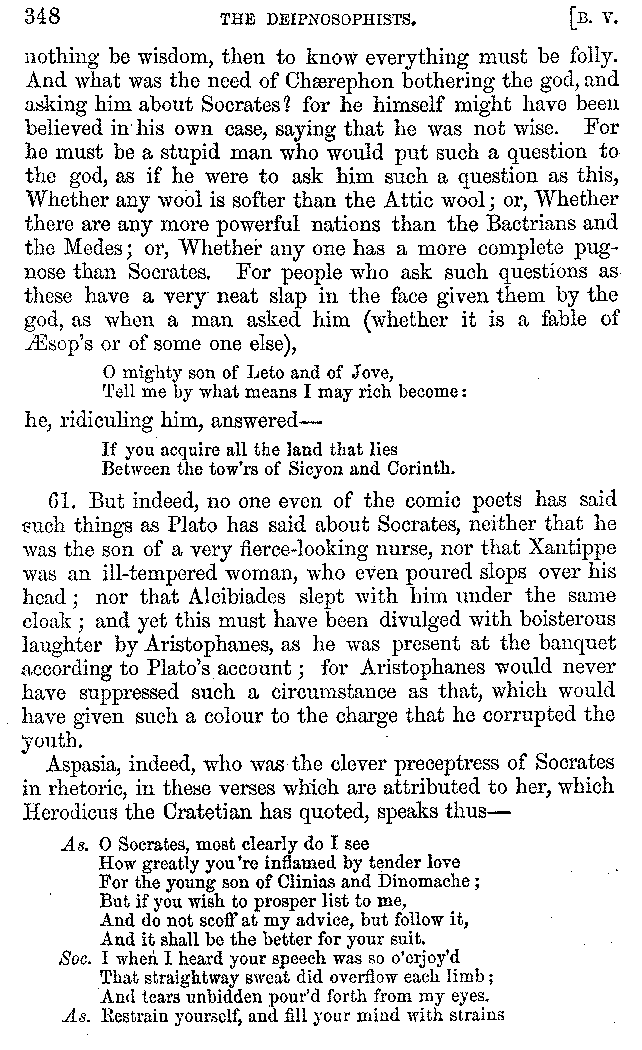 348 THE DEIPNOSOPHISTS. [B. V.
nothing be wisdom, then to know everything must be folly.
And what was the need of Chærephon bothering the god, and
asking him about Socrates? for he himself might have been
believed in his own case, saying that he was not wise. For
he must be a stupid man who would put such a question to
the god, as if he were to ask him such a question as this,
Whether any wool is softer than the Attic wool; or, Whether
there are any more powerful nations than the Bactrians and
the Medes; or, Whether any one has a more complete pug-
nose than Socrates. For people who ask such questions as
these have a very neat slap in the face given them by the
god, as when a man asked him (whether it is a fable of
Æsop's or of some one else),
O mighty son of Leto and of Jove,
Tell me by what means I may rich become:
he, ridiculing him, answered—
If you acquire all the land that lies
Between the tow'rs of Sicyon and Corinth.
61. But indeed, no one even of the comic poets has said
such things as Plato has said about Socrates, neither that he
was the son of a very fierce-looking nurse, nor that Xantippe
was an ill-tempered woman, who even poured slops over his
head; nor that Alcibiades slept with him under the same
cloak; and yet this must have been divulged with boisterous
laughter by Aristophanes, as he was present at the banquet
according to Plato's account; for Aristophanes would never
have suppressed such a circumstance as that, which would
have given such a colour to the charge that he corrupted the
youth.
Aspasia, indeed, who was the clever preceptress of Socrates
in rhetoric, in these verses which are attributed to her, which
Herodicus the Cratetian has quoted, speaks thus—
As. O Socrates, most clearly do I see
How greatly you're inflamed by tender love
For the young son of Clinias and Dinomache;
But if you wish to prosper list to me,
And do not scoff at my advice, but follow it,
And it shall be the better for your suit.
Soc. I when I heard your speech was so o'erjoy'd
That straightway sweat did overflow each limb;
And tears unbidden pour'd forth from my eyes.
As. Restrain yourself, and fill your mind with strains